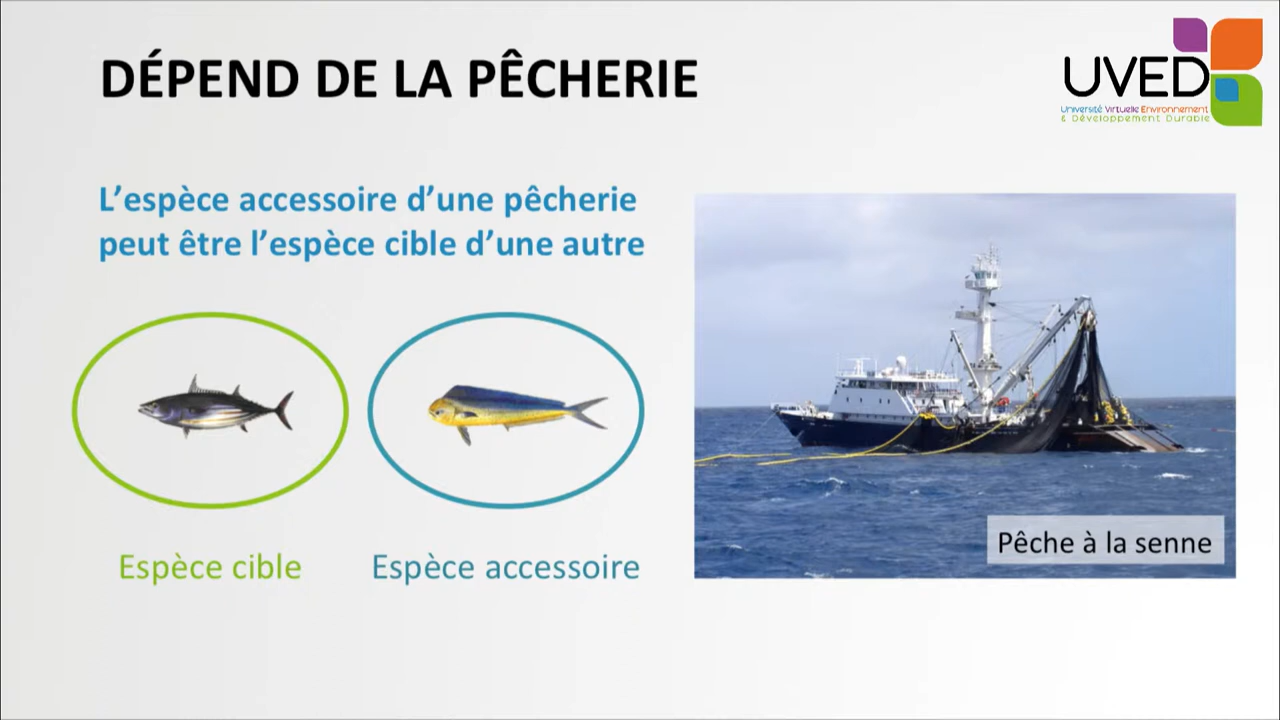 DÉPEND DE LA PÊCHERIE
UVED
Université Virtuelle Environnement
& Développement Durable
L’espèce accessoire d’une pêcherie
peut être l’espèce cible d’une autre
Espèce cible
Espèce accessoire
Pêche à la senne